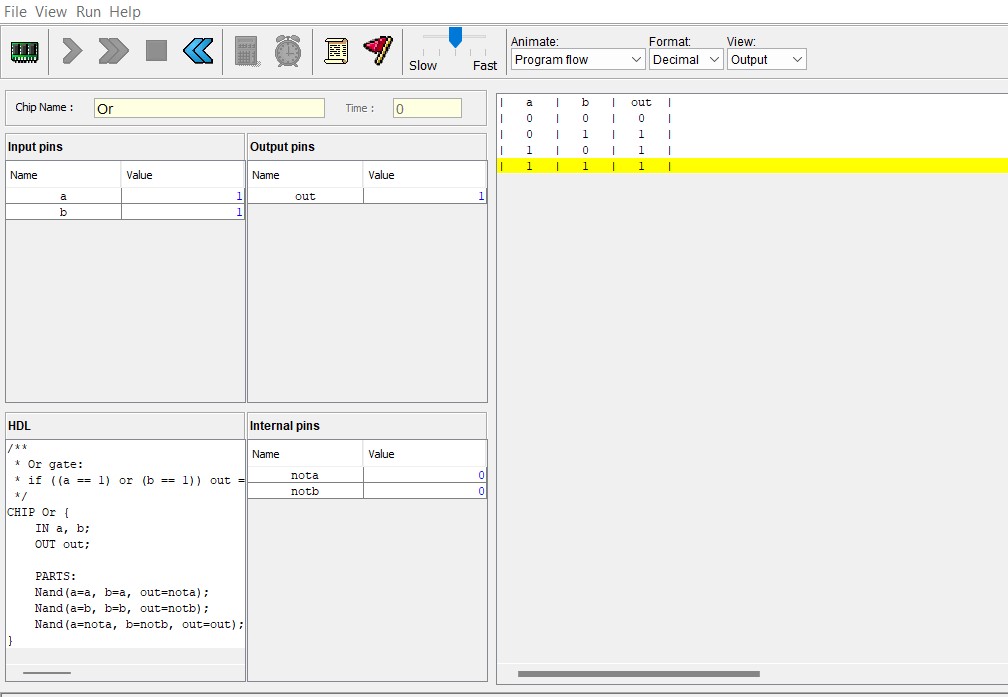 File View Run Help
Slow Fast
Animate: Format: View:
Program flow Decimal Output
Chip Name : Or Time : 0
Input pins
Name Value
a 1
b 1
Output pins
Name Value
out 1
HDL
/**
 * Or gate:
 * if ((a == 1) or (b == 1)) out =
 */
CHIP Or {
    IN a, b;
    OUT out;

    PARTS:
    Nand(a=a, b=a, out=nota);
    Nand(a=b, b=b, out=notb);
    Nand(a=nota, b=notb, out=out);
}
Internal pins
Name Value
nota 0
notb 0
| a | b | out |
| 0 | 0 | 0 |
| 0 | 1 | 1 |
| 1 | 0 | 1 |
| 1 | 1 | 1 |